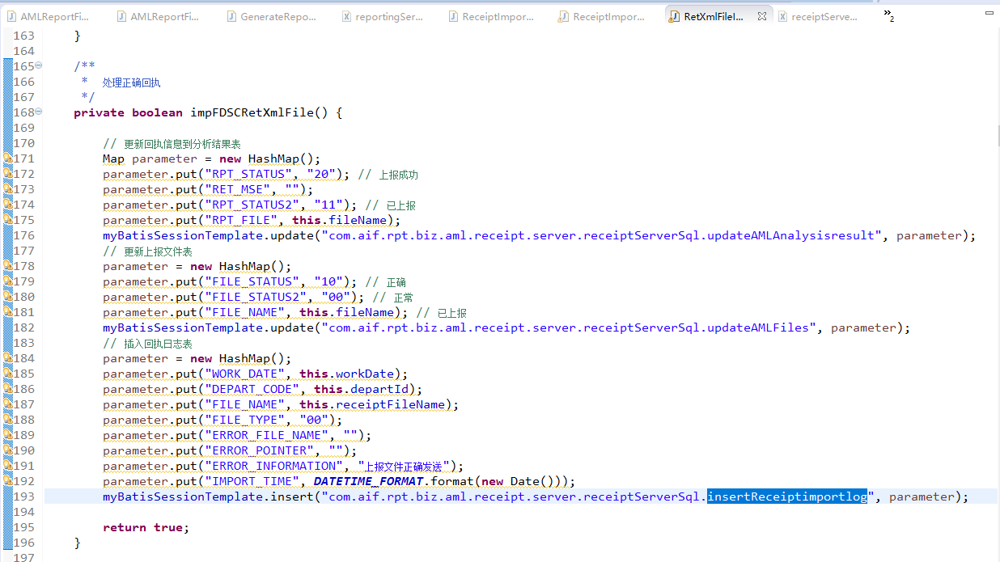 AMLReportFi... AMLReportFi... GenerateRepo... reportingSer... ReceiptImpor... ReceiptImpor... RetXmlFileI... receiptServe... »2
163 }
164
165 /**
166 * 处理正确回执
167 */
168 private boolean impFDSCRetXmlFile() {
169
170 // 更新回执信息到分析结果表
171 Map parameter = new HashMap();
172 parameter.put("RPT_STATUS", "20"); // 上报成功
173 parameter.put("RET_MSE", "");
174 parameter.put("RPT_STATUS2", "11"); // 已上报
175 parameter.put("RPT_FILE", this.fileName);
176 myBatisSessionTemplate.update("com.aif.rpt.biz.aml.receipt.server.receiptServerSql.updateAMLAnalysisresult", parameter);
177 // 更新上报文件表
178 parameter = new HashMap();
179 parameter.put("FILE_STATUS", "10"); // 正确
180 parameter.put("FILE_STATUS2", "00"); // 正常
181 parameter.put("FILE_NAME", this.fileName); // 已上报
182 myBatisSessionTemplate.update("com.aif.rpt.biz.aml.receipt.server.receiptServerSql.updateAMLFiles", parameter);
183 // 插入回执日志表
184 parameter = new HashMap();
185 parameter.put("WORK_DATE", this.workDate);
186 parameter.put("DEPART_CODE", this.departId);
187 parameter.put("FILE_NAME", this.receiptFileName);
188 parameter.put("FILE_TYPE", "00");
189 parameter.put("ERROR_FILE_NAME", "");
190 parameter.put("ERROR_POINTER", "");
191 parameter.put("ERROR_INFORMATION", "上报文件正确发送");
192 parameter.put("IMPORT_TIME", DATETIME_FORMAT.format(new Date()));
193 myBatisSessionTemplate.insert("com.aif.rpt.biz.aml.receipt.server.receiptServerSql.insertReceiptimportlog", parameter);
194
195 return true;
196 }
197